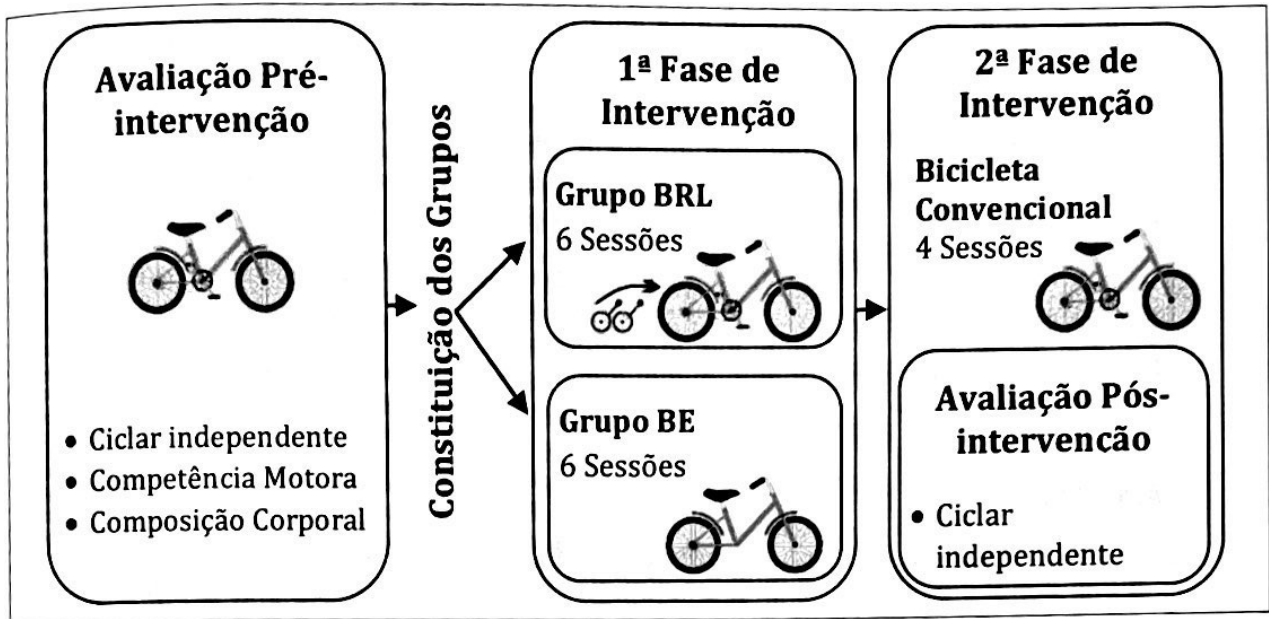 Avaliação Pré-
intervenção
• Ciclar independente
• Competência Motora
• Composição Corporal
Constituição dos Grupos
1ª Fase de
Intervenção
Grupo BRL
6 Sessões
Grupo BE
6 Sessões
2ª Fase de
Intervenção
Bicicleta
Convencional
4 Sessões
Avaliação Pós-
intervencão
• Ciclar
independente